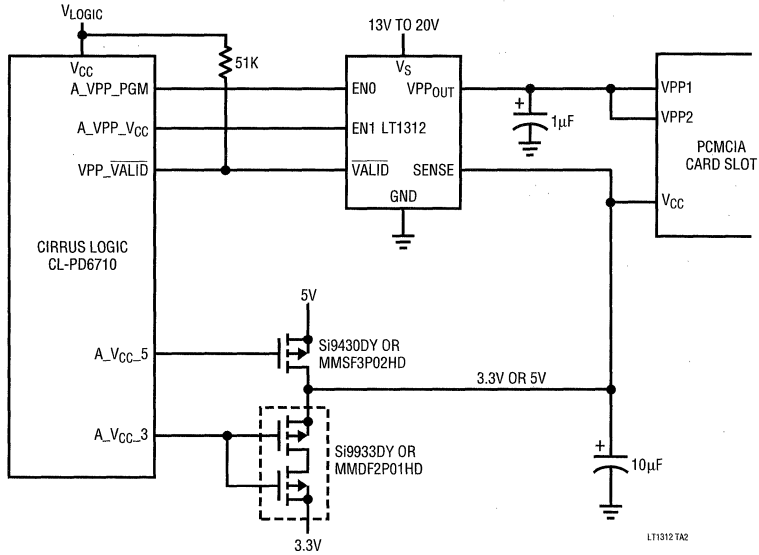 VLOGIC
13V TO 20V
51K
VCC
A_VPP_PGM
A_VPP_VCC
VPP_VALID
CIRRUS LOGIC
CL-PD6710
A_VCC_5
A_VCC_3
VS
EN0
VPPOUT
EN1 LT1312
VALID
SENSE
GND
+
1µF
VPP1
VPP2
PCMCIA
CARD SLOT
VCC
5V
Si9430DY OR
MMSF3P02HD
3.3V OR 5V
Si9933DY OR
MMDF2P01HD
+
10µF
3.3V
LT1312 TA2